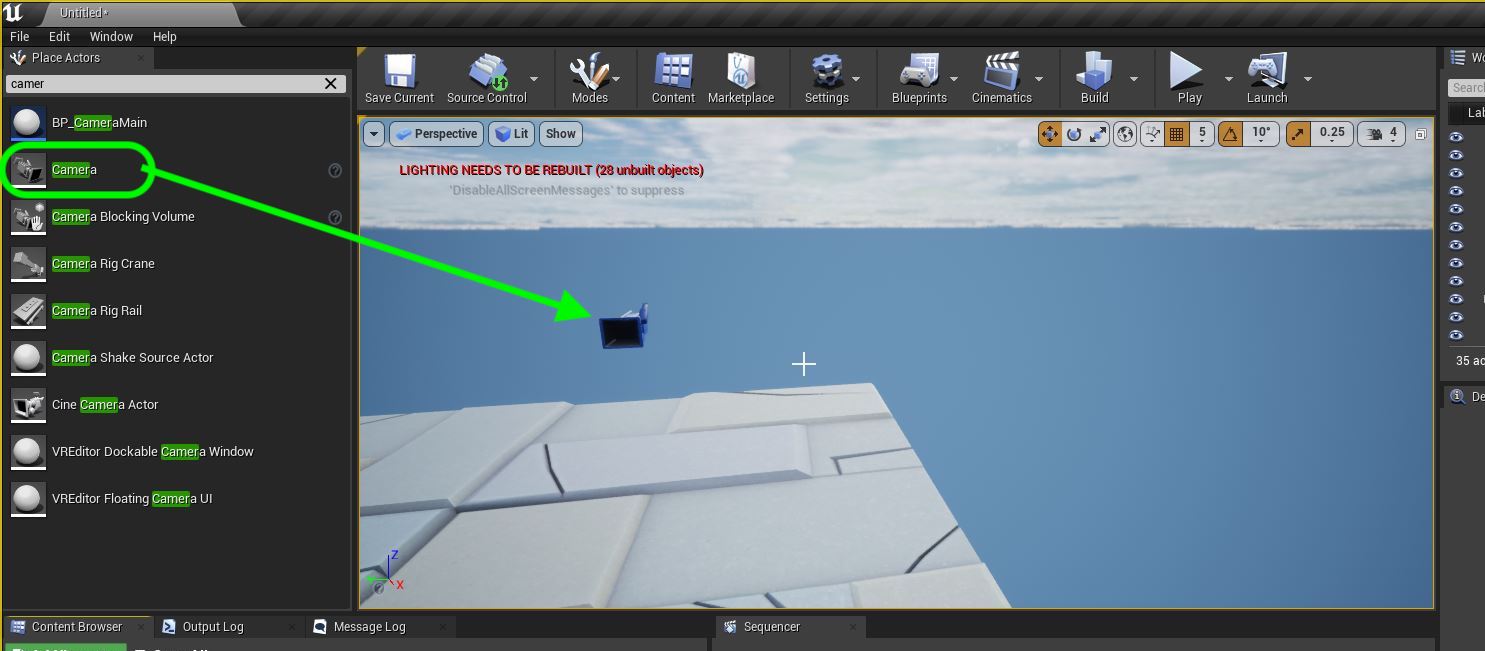 Untitled*
File Edit Window Help
Place Actors
camer
BP_CameraMain
Camera
Camera Blocking Volume
Camera Rig Crane
Camera Rig Rail
Camera Shake Source Actor
Cine Camera Actor
VREditor Dockable Camera Window
VREditor Floating Camera UI
Save Current Source Control Modes Content Marketplace Settings Blueprints Cinematics Build Play Launch
Perspective Lit Show 5 10° 0.25 4
LIGHTING NEEDS TO BE REBUILT (28 unbuilt objects)
'DisableAllScreenMessages' to suppress
Z
X
Wo
Search
Lab
35 ac
De
Content Browser Output Log Message Log Sequencer